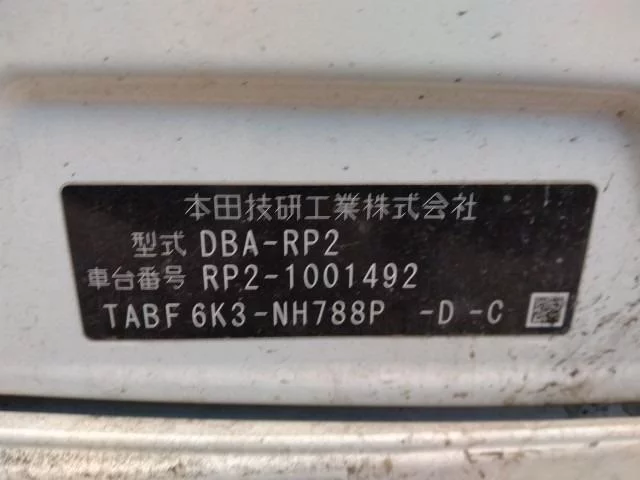 本田技研工業株式会社
型式 DBA-RP2
車台番号 RP2-1001492
TABF 6K3-NH788P -D -C